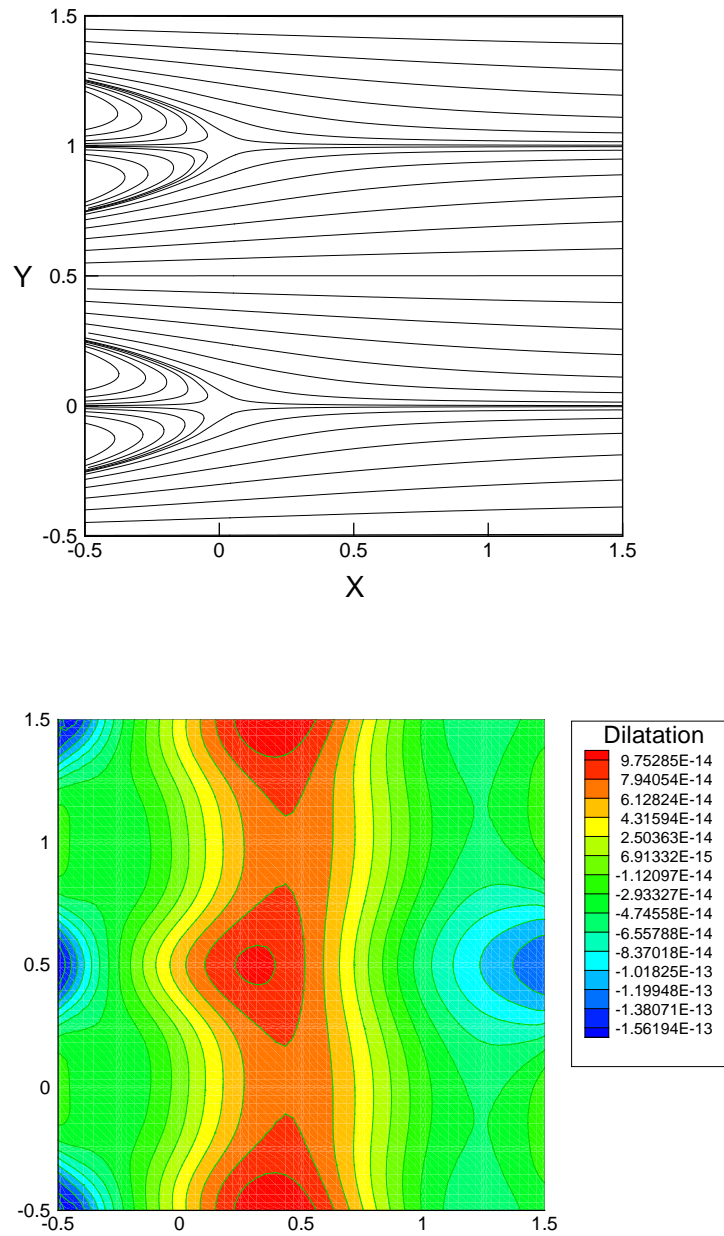 1.5
1
Y
0.5
0
-0.5
-0.5 0 0.5 1 1.5
X
1.5
1
0.5
0
-0.5
-0.5 0 0.5 1 1.5
Dilatation
9.75285E-14
7.94054E-14
6.12824E-14
4.31594E-14
2.50363E-14
6.91332E-15
-1.12097E-14
-2.93327E-14
-4.74558E-14
-6.55788E-14
-8.37018E-14
-1.01825E-13
-1.19948E-13
-1.38071E-13
-1.56194E-13